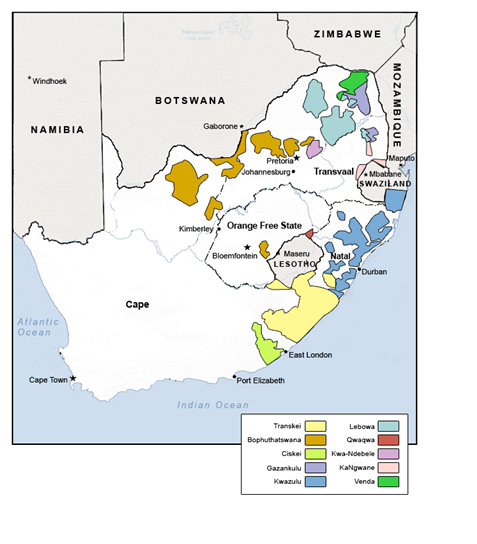 ZIMBABWE
Windhoek
BOTSWANA
MOZAMBIQUE
NAMIBIA
Gaborone
Pretoria
Johannesburg
Transvaal
Maputo
Mbabane
SWAZILAND
Kimberley
Orange Free State
Bloemfontein
Maseru
LESOTHO
Natal
Durban
Cape
Atlantic
Ocean
East London
Cape Town
Port Elizabeth
Indian Ocean
Transkei
Lebowa
Bophuthatswana
Qwaqwa
Ciskei
Kwa-Ndebele
Gazankulu
KaNgwane
Kwazulu
Venda